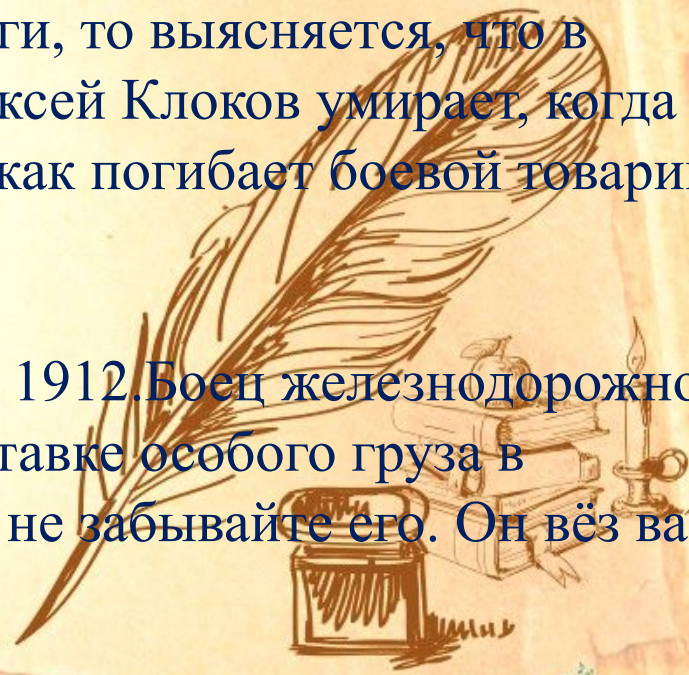 ги, то выясняется, что в
ксей Клоков умирает, когда
как погибает боевой товари
1912.Боец железнодорожно
тавке особого груза в
не забывайте его. Он вёз ва